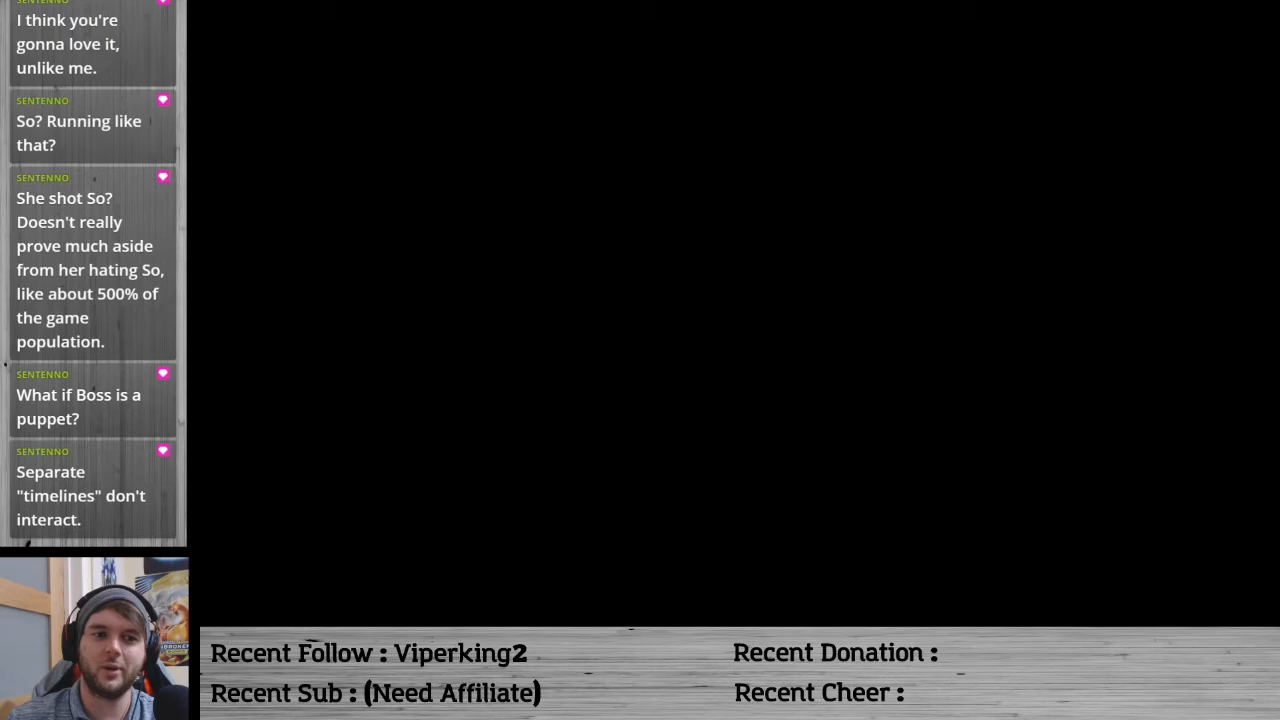 I think you're
gonna love it,
unlike me.
SENTENNO
So? Running like
that?
SENTENNO
She shot So?
Doesn't really
prove much aside
from her hating So,
like about 500% of
the game
population.
SENTENNO
What if Boss is a
puppet?
SENTENNO
Separate
"timelines" don't
interact.
Recent Follow : Viperking2
Recent Donation :
Recent Sub : (Need Affiliate)
Recent Cheer :